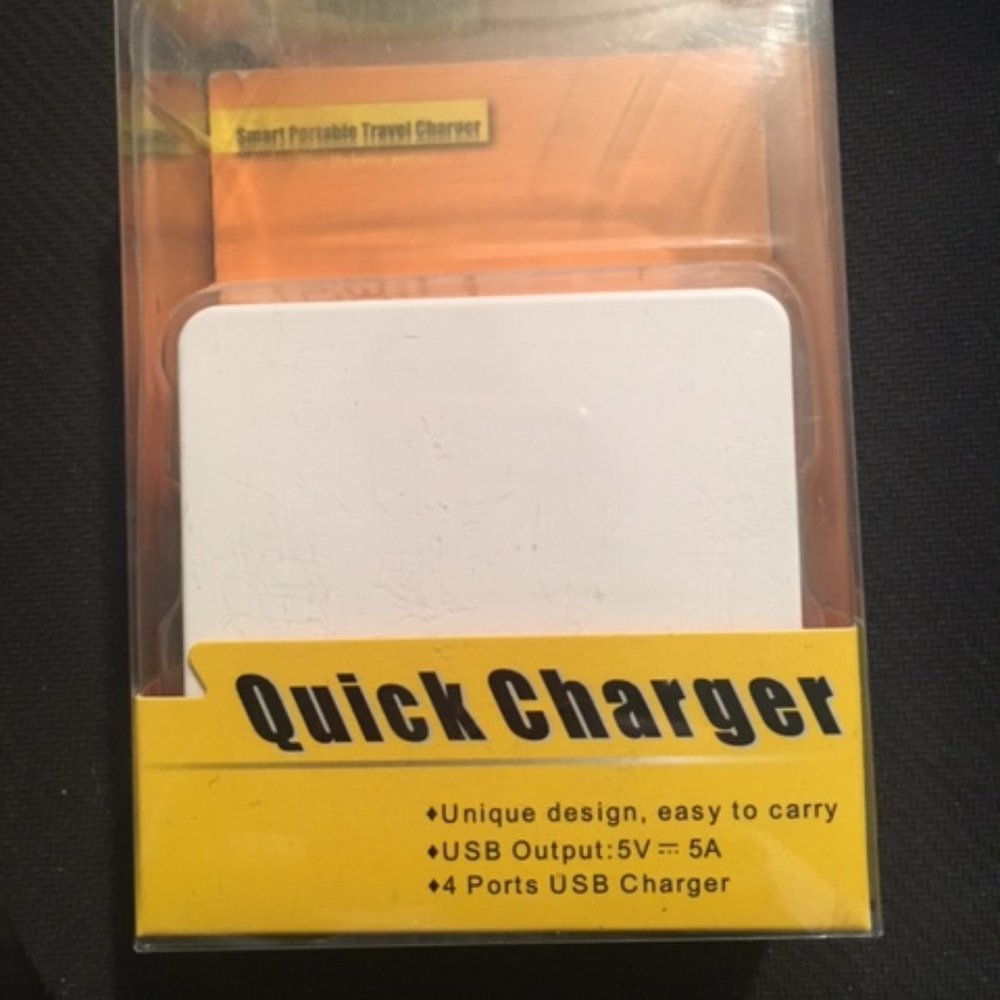 Smart Portable Travel Charger
Quick Charger
♦Unique design, easy to carry
♦USB Output:5V⎓5A
♦4 Ports USB Charger